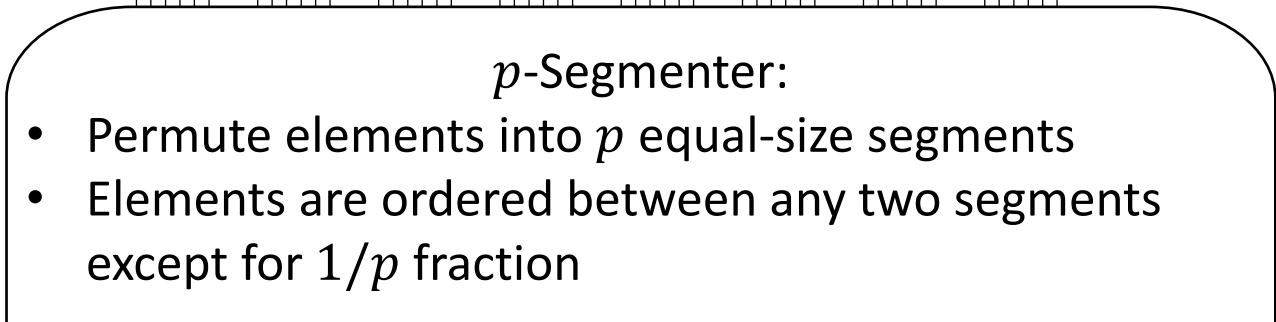 p-Segmenter:
• Permute elements into p equal-size segments
• Elements are ordered between any two segments
except for 1/p fraction